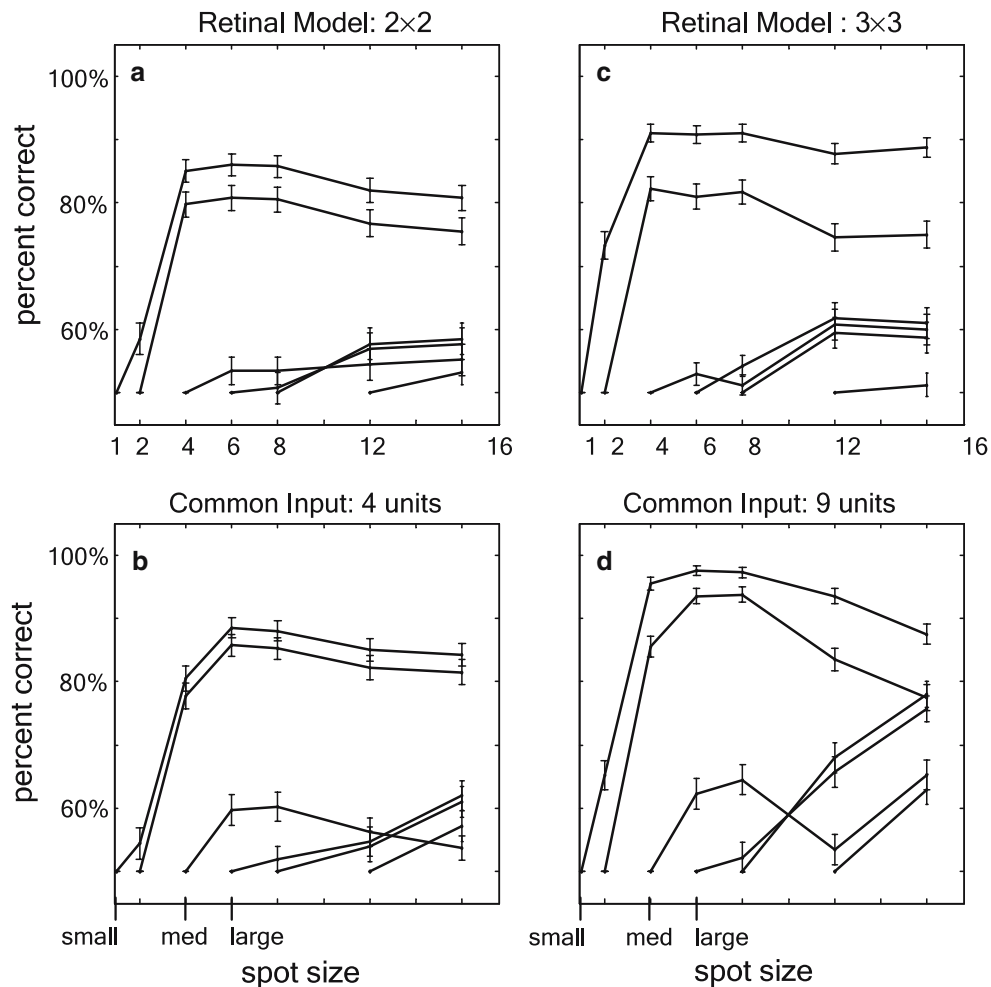 Retinal Model: 2×2
a
100%
80%
60%
percent correct
1 2 4 6 8 12 16
Retinal Model : 3×3
c
1 2 4 6 8 12 16
Common Input: 4 units
b
100%
80%
60%
percent correct
small med large
spot size
Common Input: 9 units
d
small med large
spot size